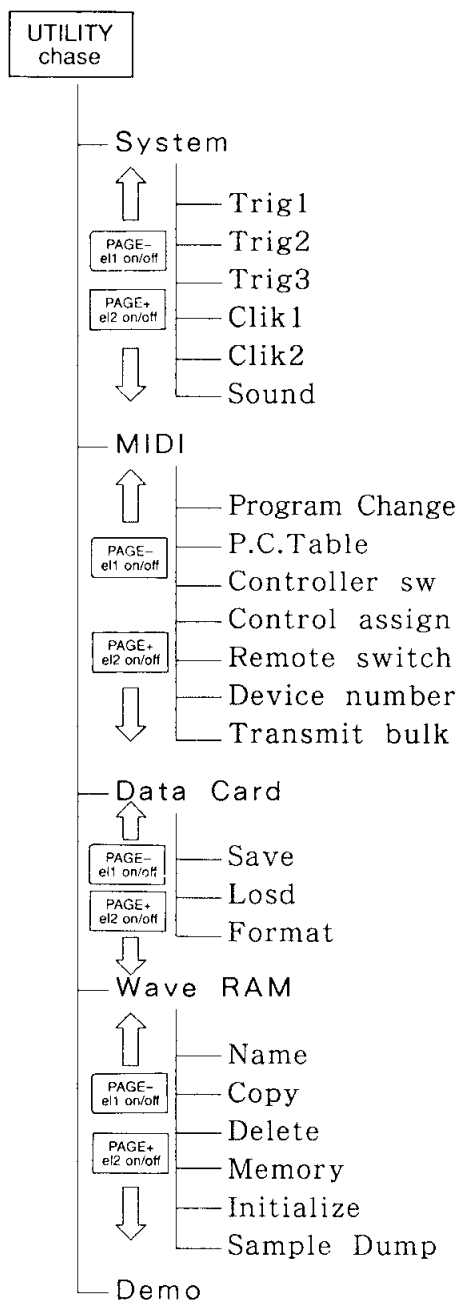 UTILITY
chase
System
PAGE-
el1 on/off
PAGE+
el2 on/off
Trig1
Trig2
Trig3
Clik1
Clik2
Sound
MIDI
PAGE-
el1 on/off
PAGE+
el2 on/off
Program Change
P.C.Table
Controller sw
Control assign
Remote switch
Device number
Transmit bulk
Data Card
PAGE-
el1 on/off
PAGE+
el2 on/off
Save
Losd
Format
Wave RAM
PAGE-
el1 on/off
PAGE+
el2 on/off
Name
Copy
Delete
Memory
Initialize
Sample Dump
Demo